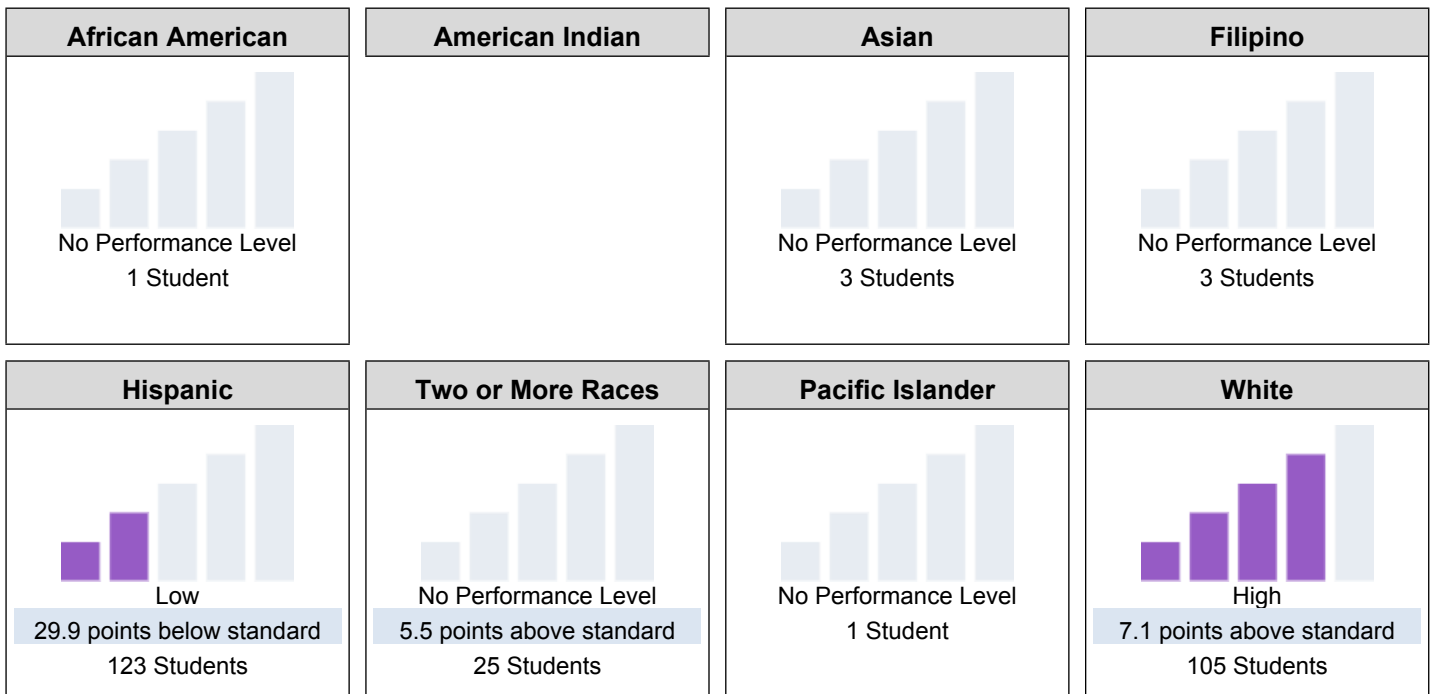 African American
No Performance Level
1 Student
American Indian
Asian
No Performance Level
3 Students
Filipino
No Performance Level
3 Students
Hispanic
Low
29.9 points below standard
123 Students
Two or More Races
No Performance Level
5.5 points above standard
25 Students
Pacific Islander
No Performance Level
1 Student
White
High
7.1 points above standard
105 Students